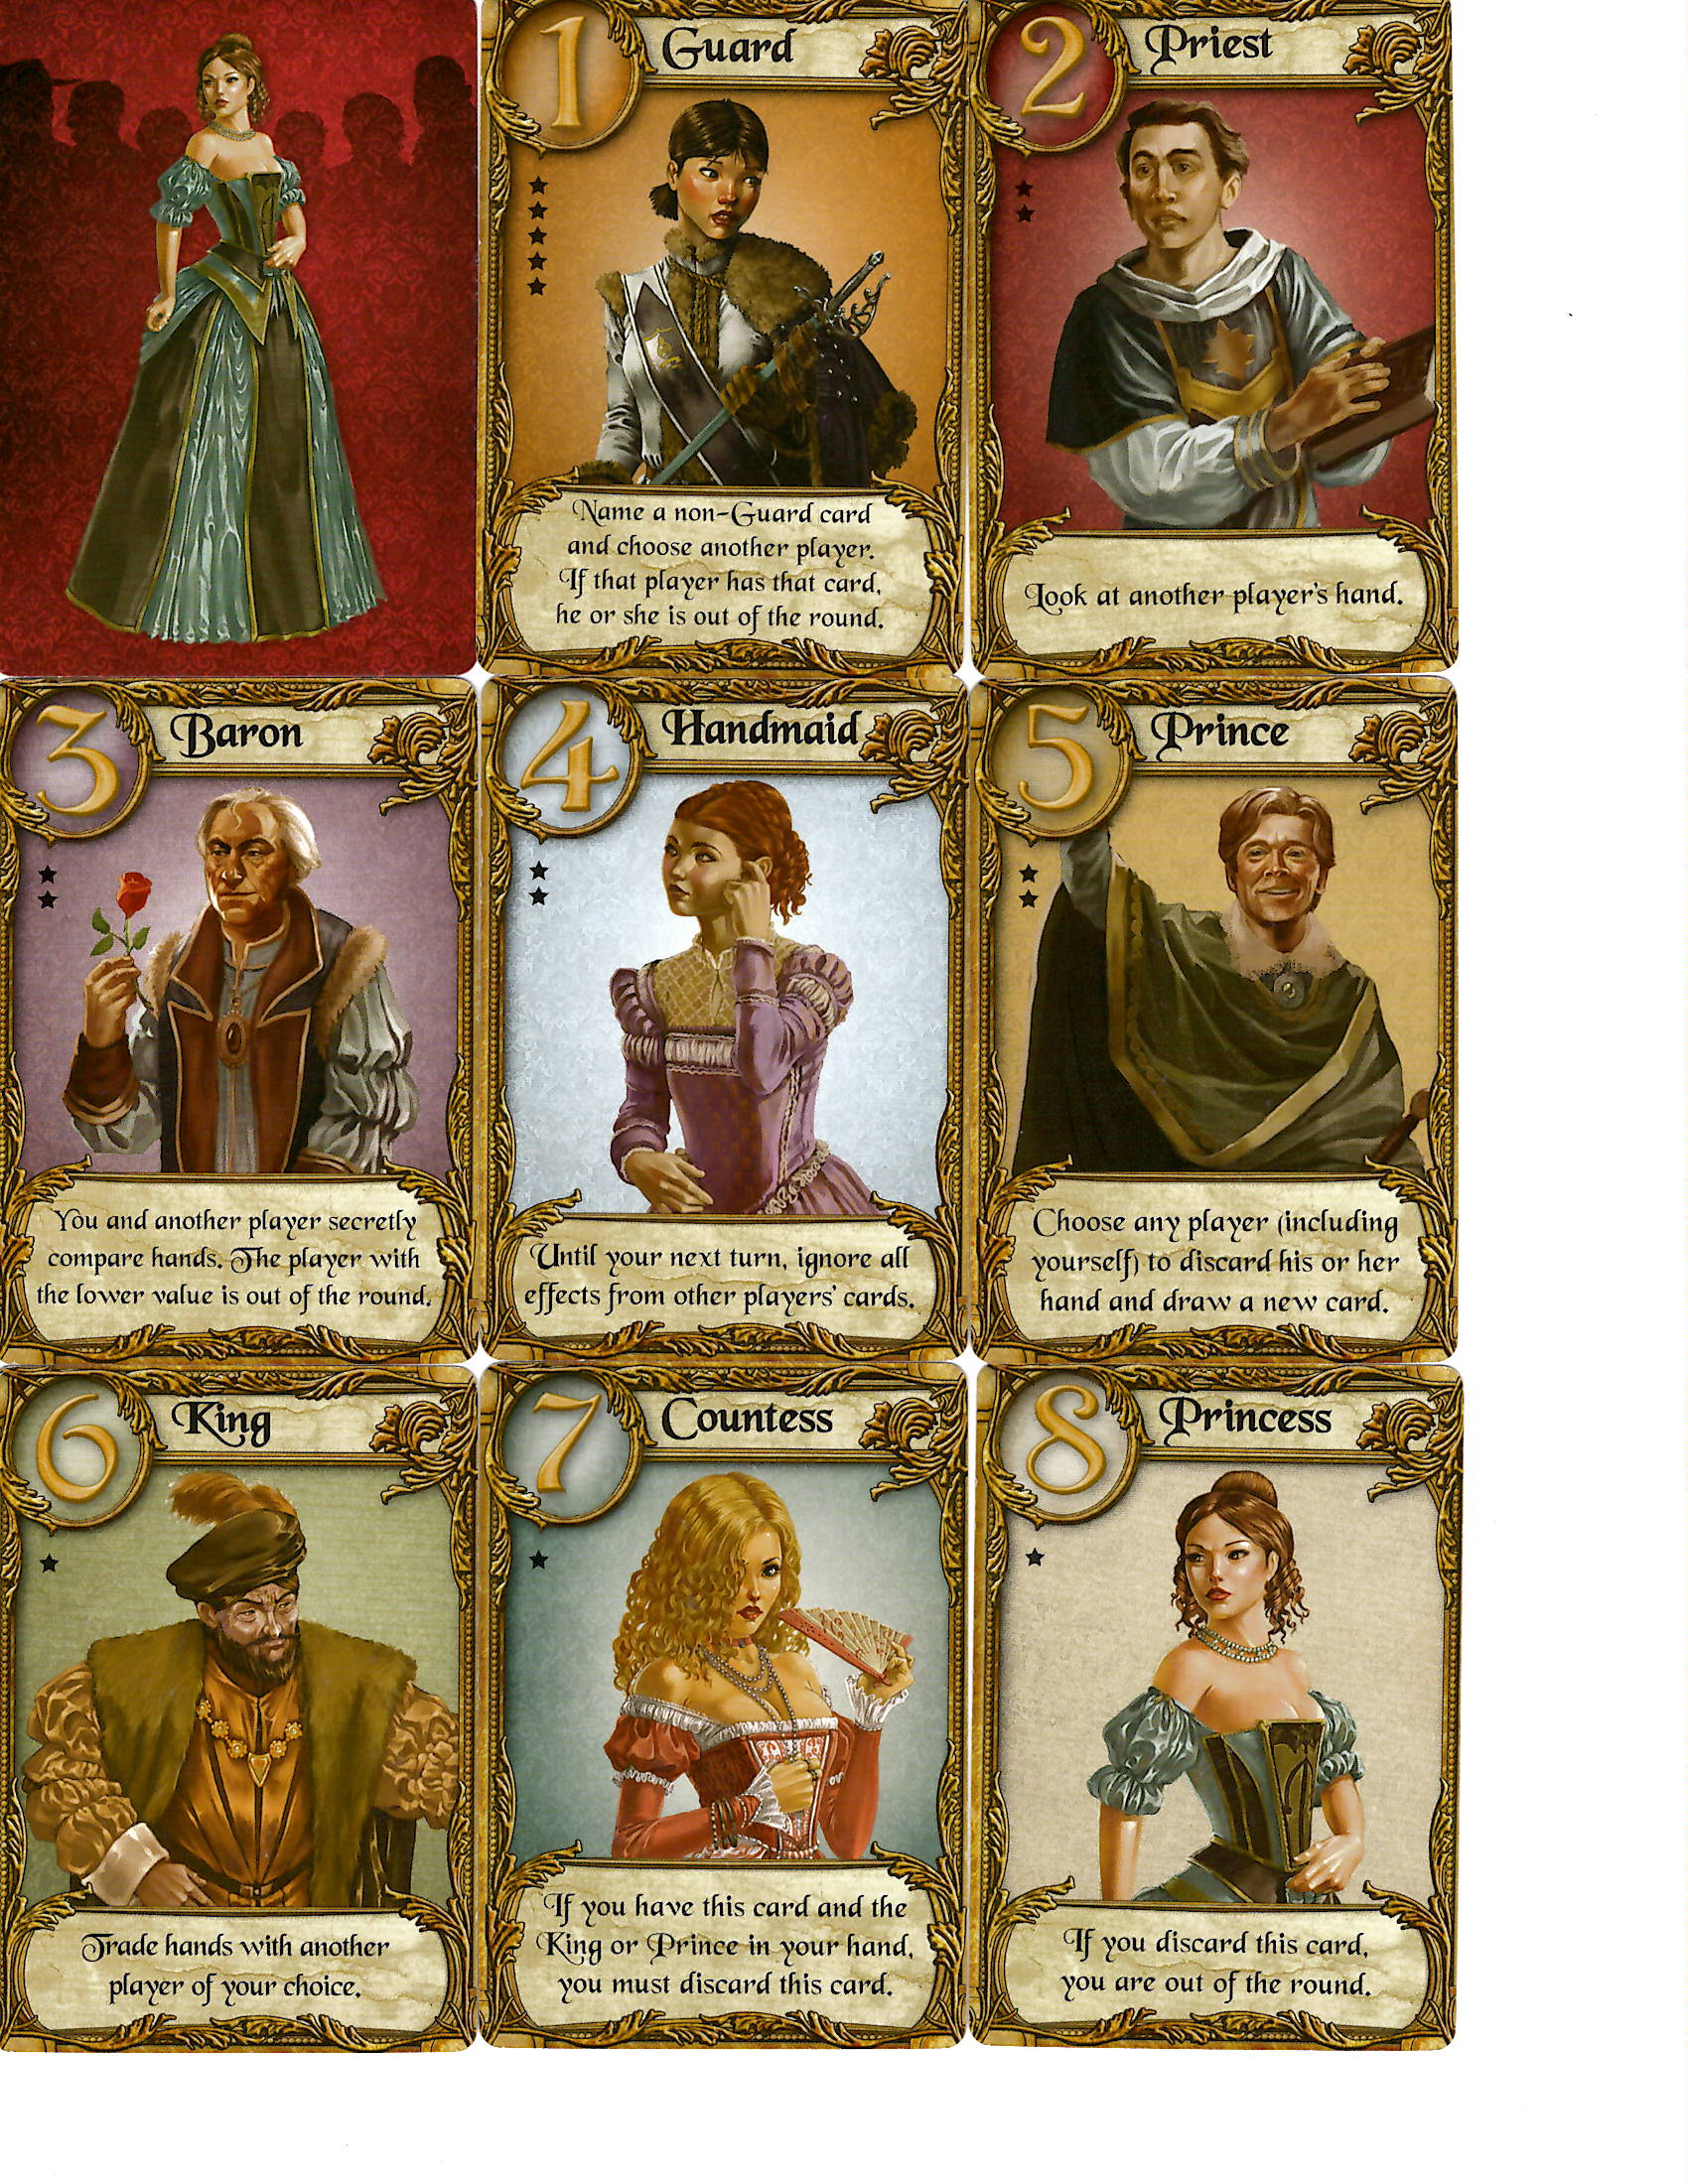 1 Guard
Name a non-Guard card
and choose another player.
If that player has that card,
he or she is out of the round.
2 Priest
Look at another player's hand.
3 Baron
You and another player secretly
compare hands. The player with
the lower value is out of the round.
4 Handmaid
Until your next turn, ignore all
effects from other players' cards.
5 Prince
Choose any player (including
yourself) to discard his or her
hand and draw a new card.
6 King
Trade hands with another
player of your choice.
7 Countess
If you have this card and the
King or Prince in your hand,
you must discard this card.
8 Princess
If you discard this card,
you are out of the round.